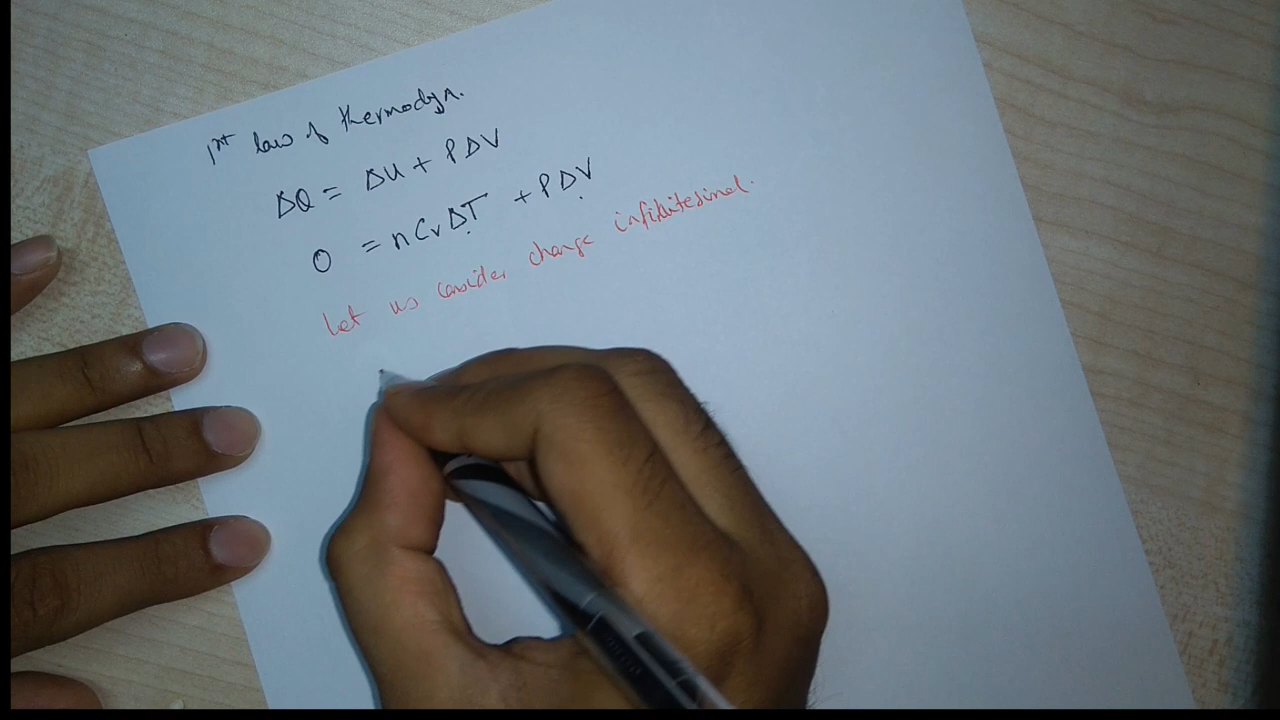 1st law of thermodyn.
ΔQ = ΔU + PΔV
0 = nCvΔT + PΔV
Let us consider change infinitesimal.